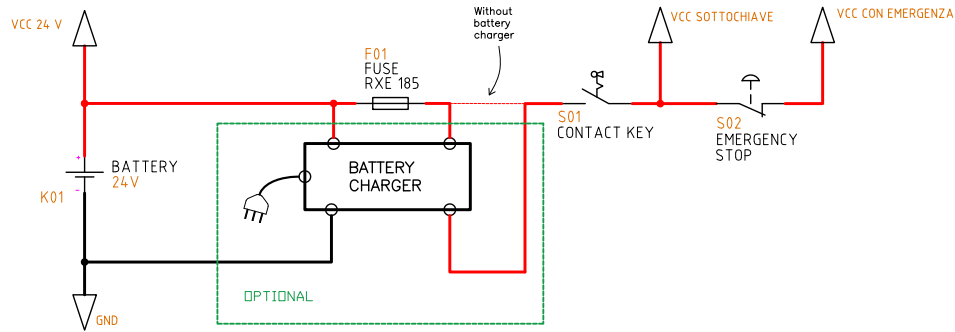 VCC 24 V
Without
battery
charger
VCC SOTTOCHIAVE
VCC CON EMERGENZA
F01
FUSE
RXE 185
S01
CONTACT KEY
S02
EMERGENCY
STOP
+
BATTERY
24V
-
K01
BATTERY
CHARGER
OPTIONAL
GND